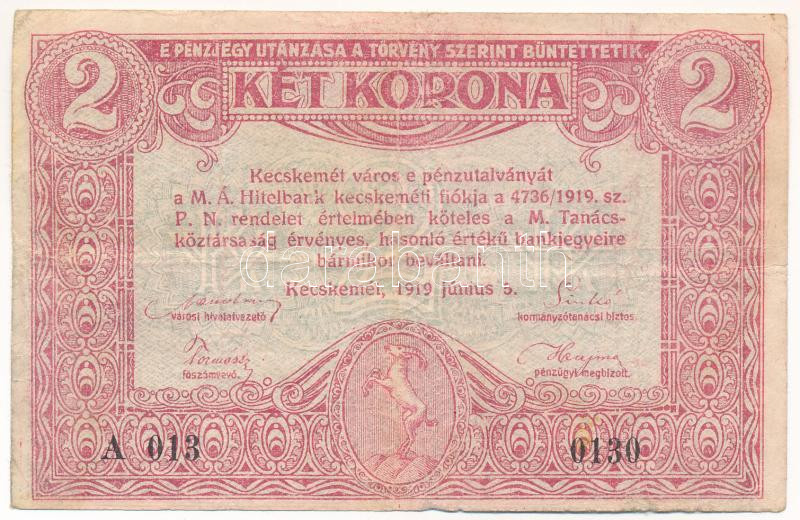 E PÉNZJEGY UTÁNZÁSA A TÖRVÉNY SZERINT BÜNTETTETIK
2 KÉT KORONA 2
Kecskemét város e pénzutalványát
a M. Á. Hitelbank kecskeméti fiókja a 4736/1919. sz.
P. N. rendelet értelmében köteles a M. Tanács-
köztársaság érvényes, hasonló értékű bankjegyeire
bármikor beváltani.
darabanth
Kecskemét, 1919 junius 5.
városi hivatalvezető
kormányzótanácsi biztos.
főszámvevő.
pénzügyi megbizott.
A 013
0130